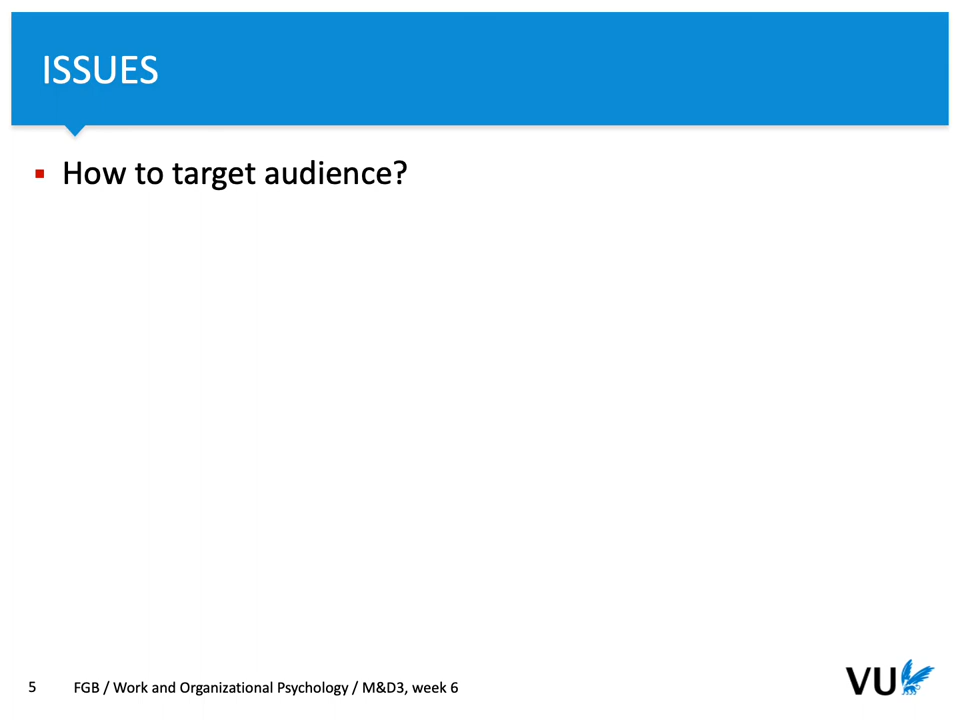 ISSUES
▪ How to target audience?
5 FGB / Work and Organizational Psychology / M&D3, week 6
VU